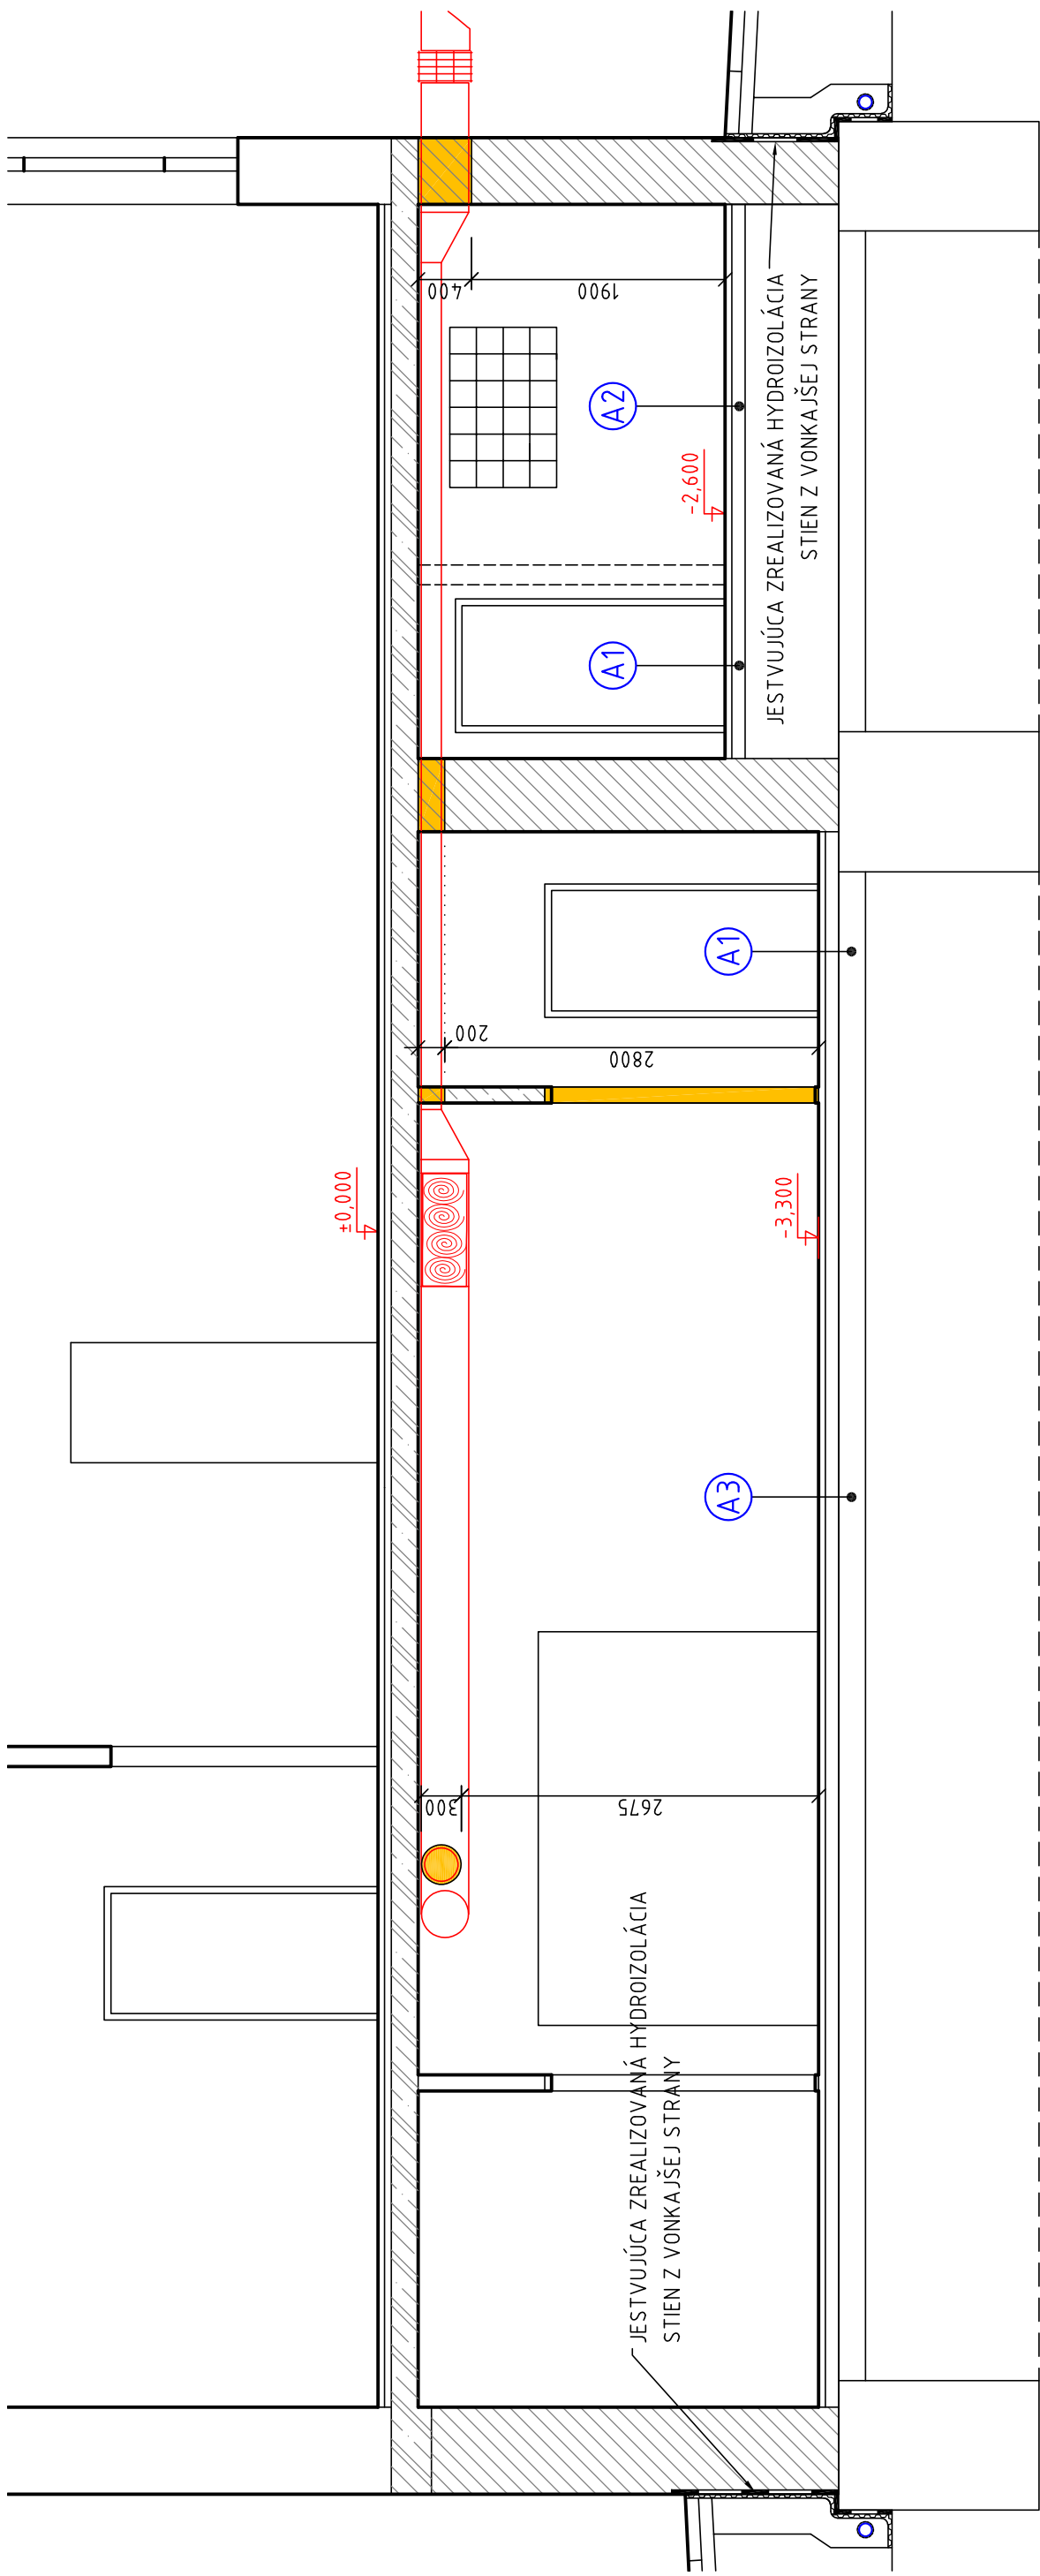 ±0,000
400
1900
A2
-2,600
A1
JESTVUJÚCA ZREALIZOVANÁ HYDROIZOLÁCIA
STIEN Z VONKAJŠEJ STRANY
A1
200
2800
-3,300
A3
300
2675
JESTVUJÚCA ZREALIZOVANÁ HYDROIZOLÁCIA
STIEN Z VONKAJŠEJ STRANY